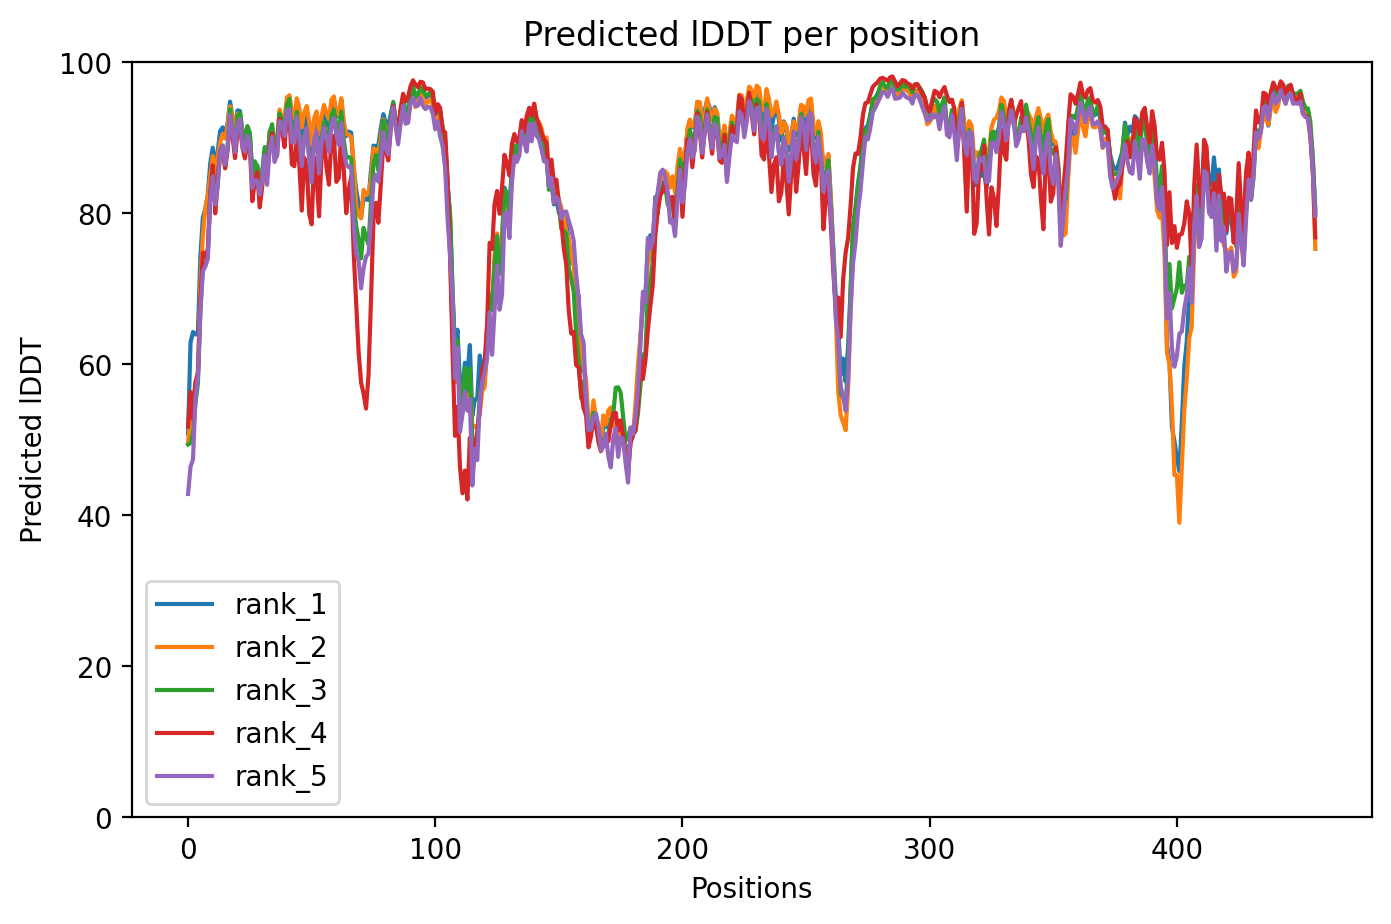 Predicted lDDT per position
100
80
60
40
20
0
Predicted lDDT
rank_1
rank_2
rank_3
rank_4
rank_5
0 100 200 300 400
Positions